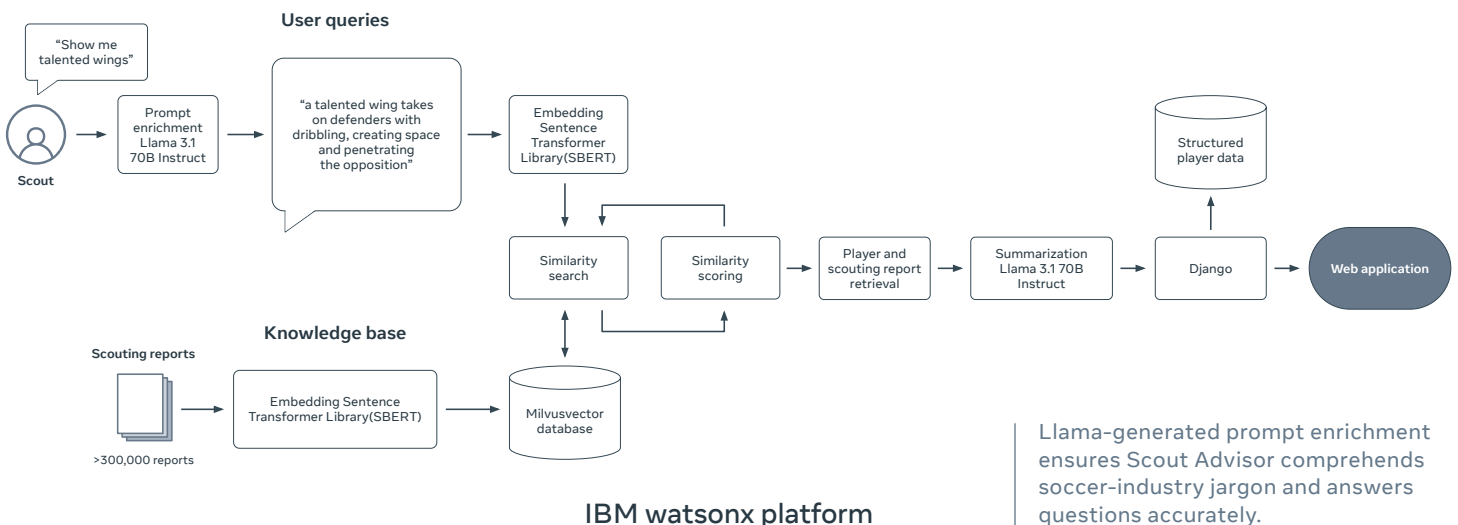 User queries
“Show me
talented wings”
Scout
Prompt
enrichment
Llama 3.1
70B Instruct
“a talented wing takes
on defenders with
dribbling, creating space
and penetrating
the opposition”
Embedding
Sentence
Transformer
Library(SBERT)
Similarity
search
Similarity
scoring
Player and
scouting report
retrieval
Summarization
Llama 3.1 70B
Instruct
Django
Structured
player data
Web application
Knowledge base
Scouting reports
>300,000 reports
Embedding Sentence
Transformer Library(SBERT)
Milvusvector
database
IBM watsonx platform
Llama-generated prompt enrichment
ensures Scout Advisor comprehends
soccer-industry jargon and answers
questions accurately.